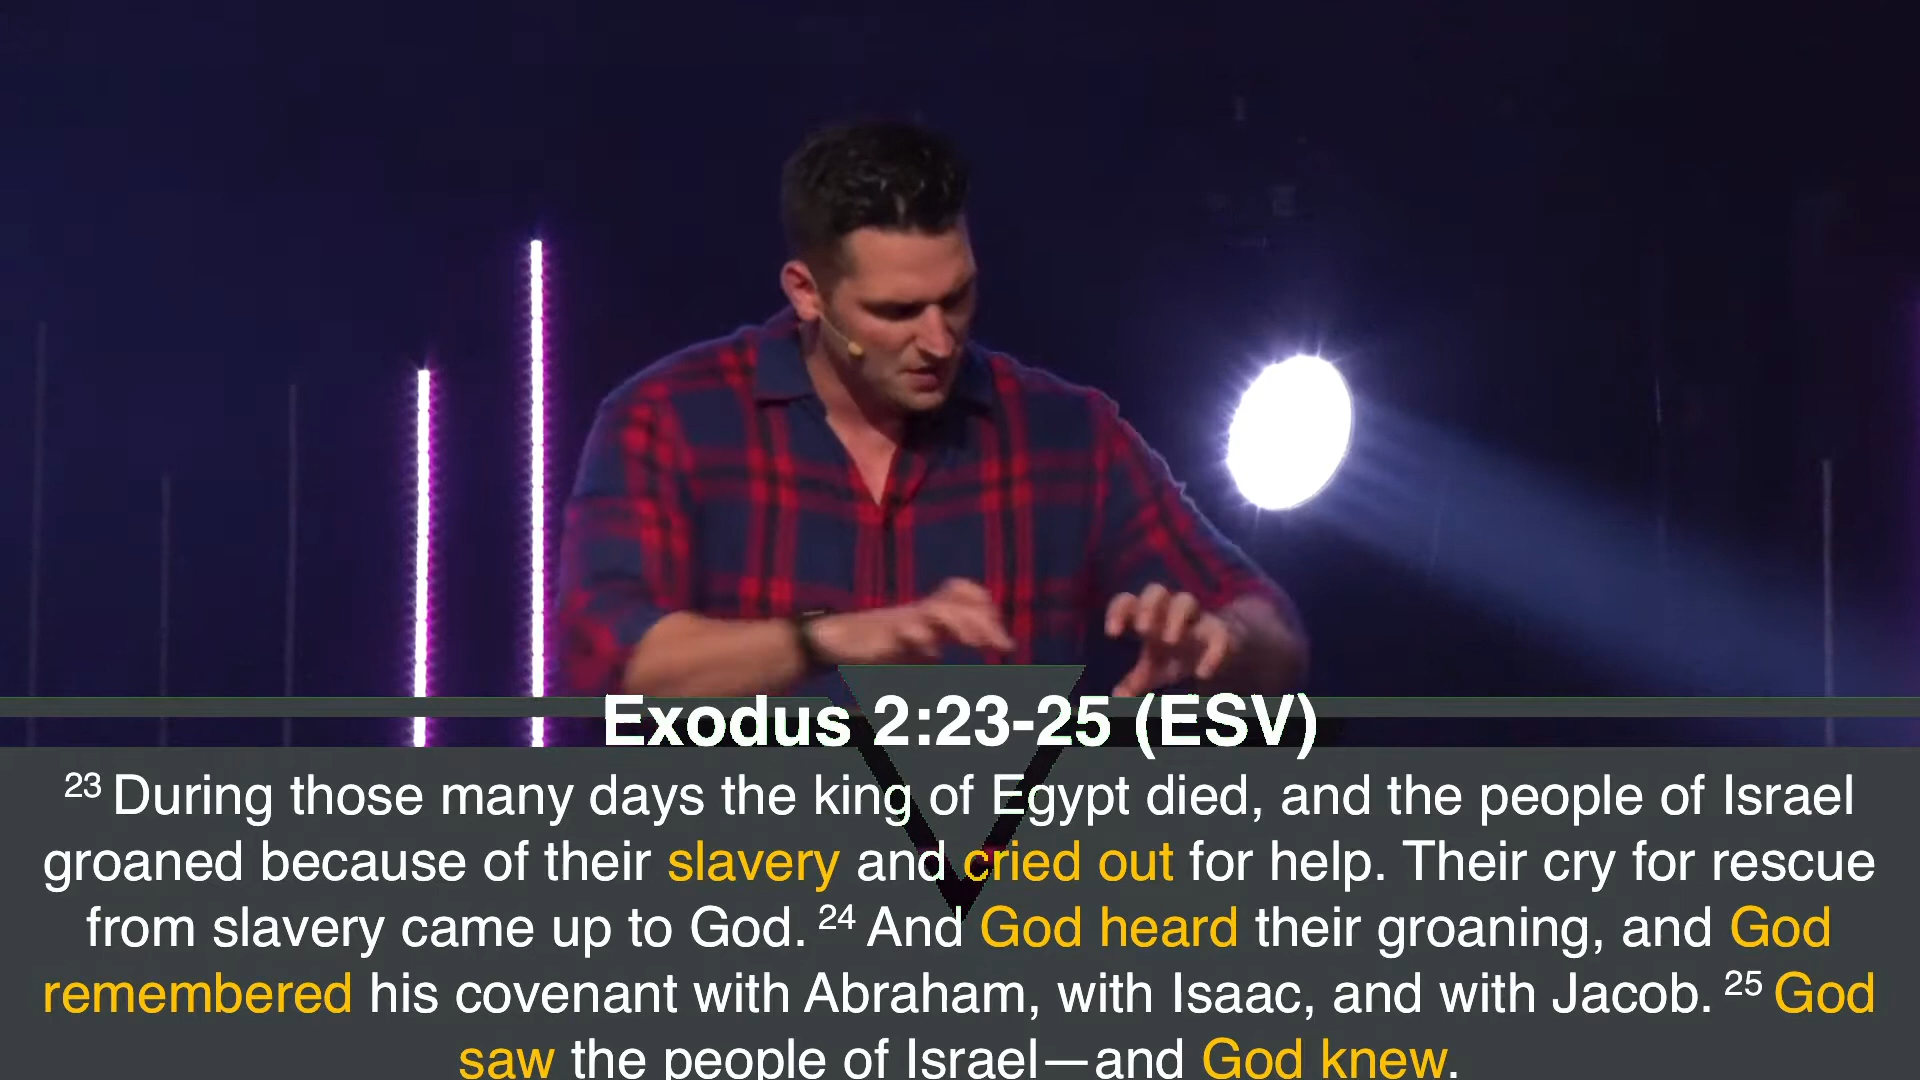 Exodus 2:23-25 (ESV)
23 During those many days the king of Egypt died, and the people of Israel
groaned because of their slavery and cried out for help. Their cry for rescue
from slavery came up to God. 24 And God heard their groaning, and God
remembered his covenant with Abraham, with Isaac, and with Jacob. 25 God
saw the people of Israel—and God knew.